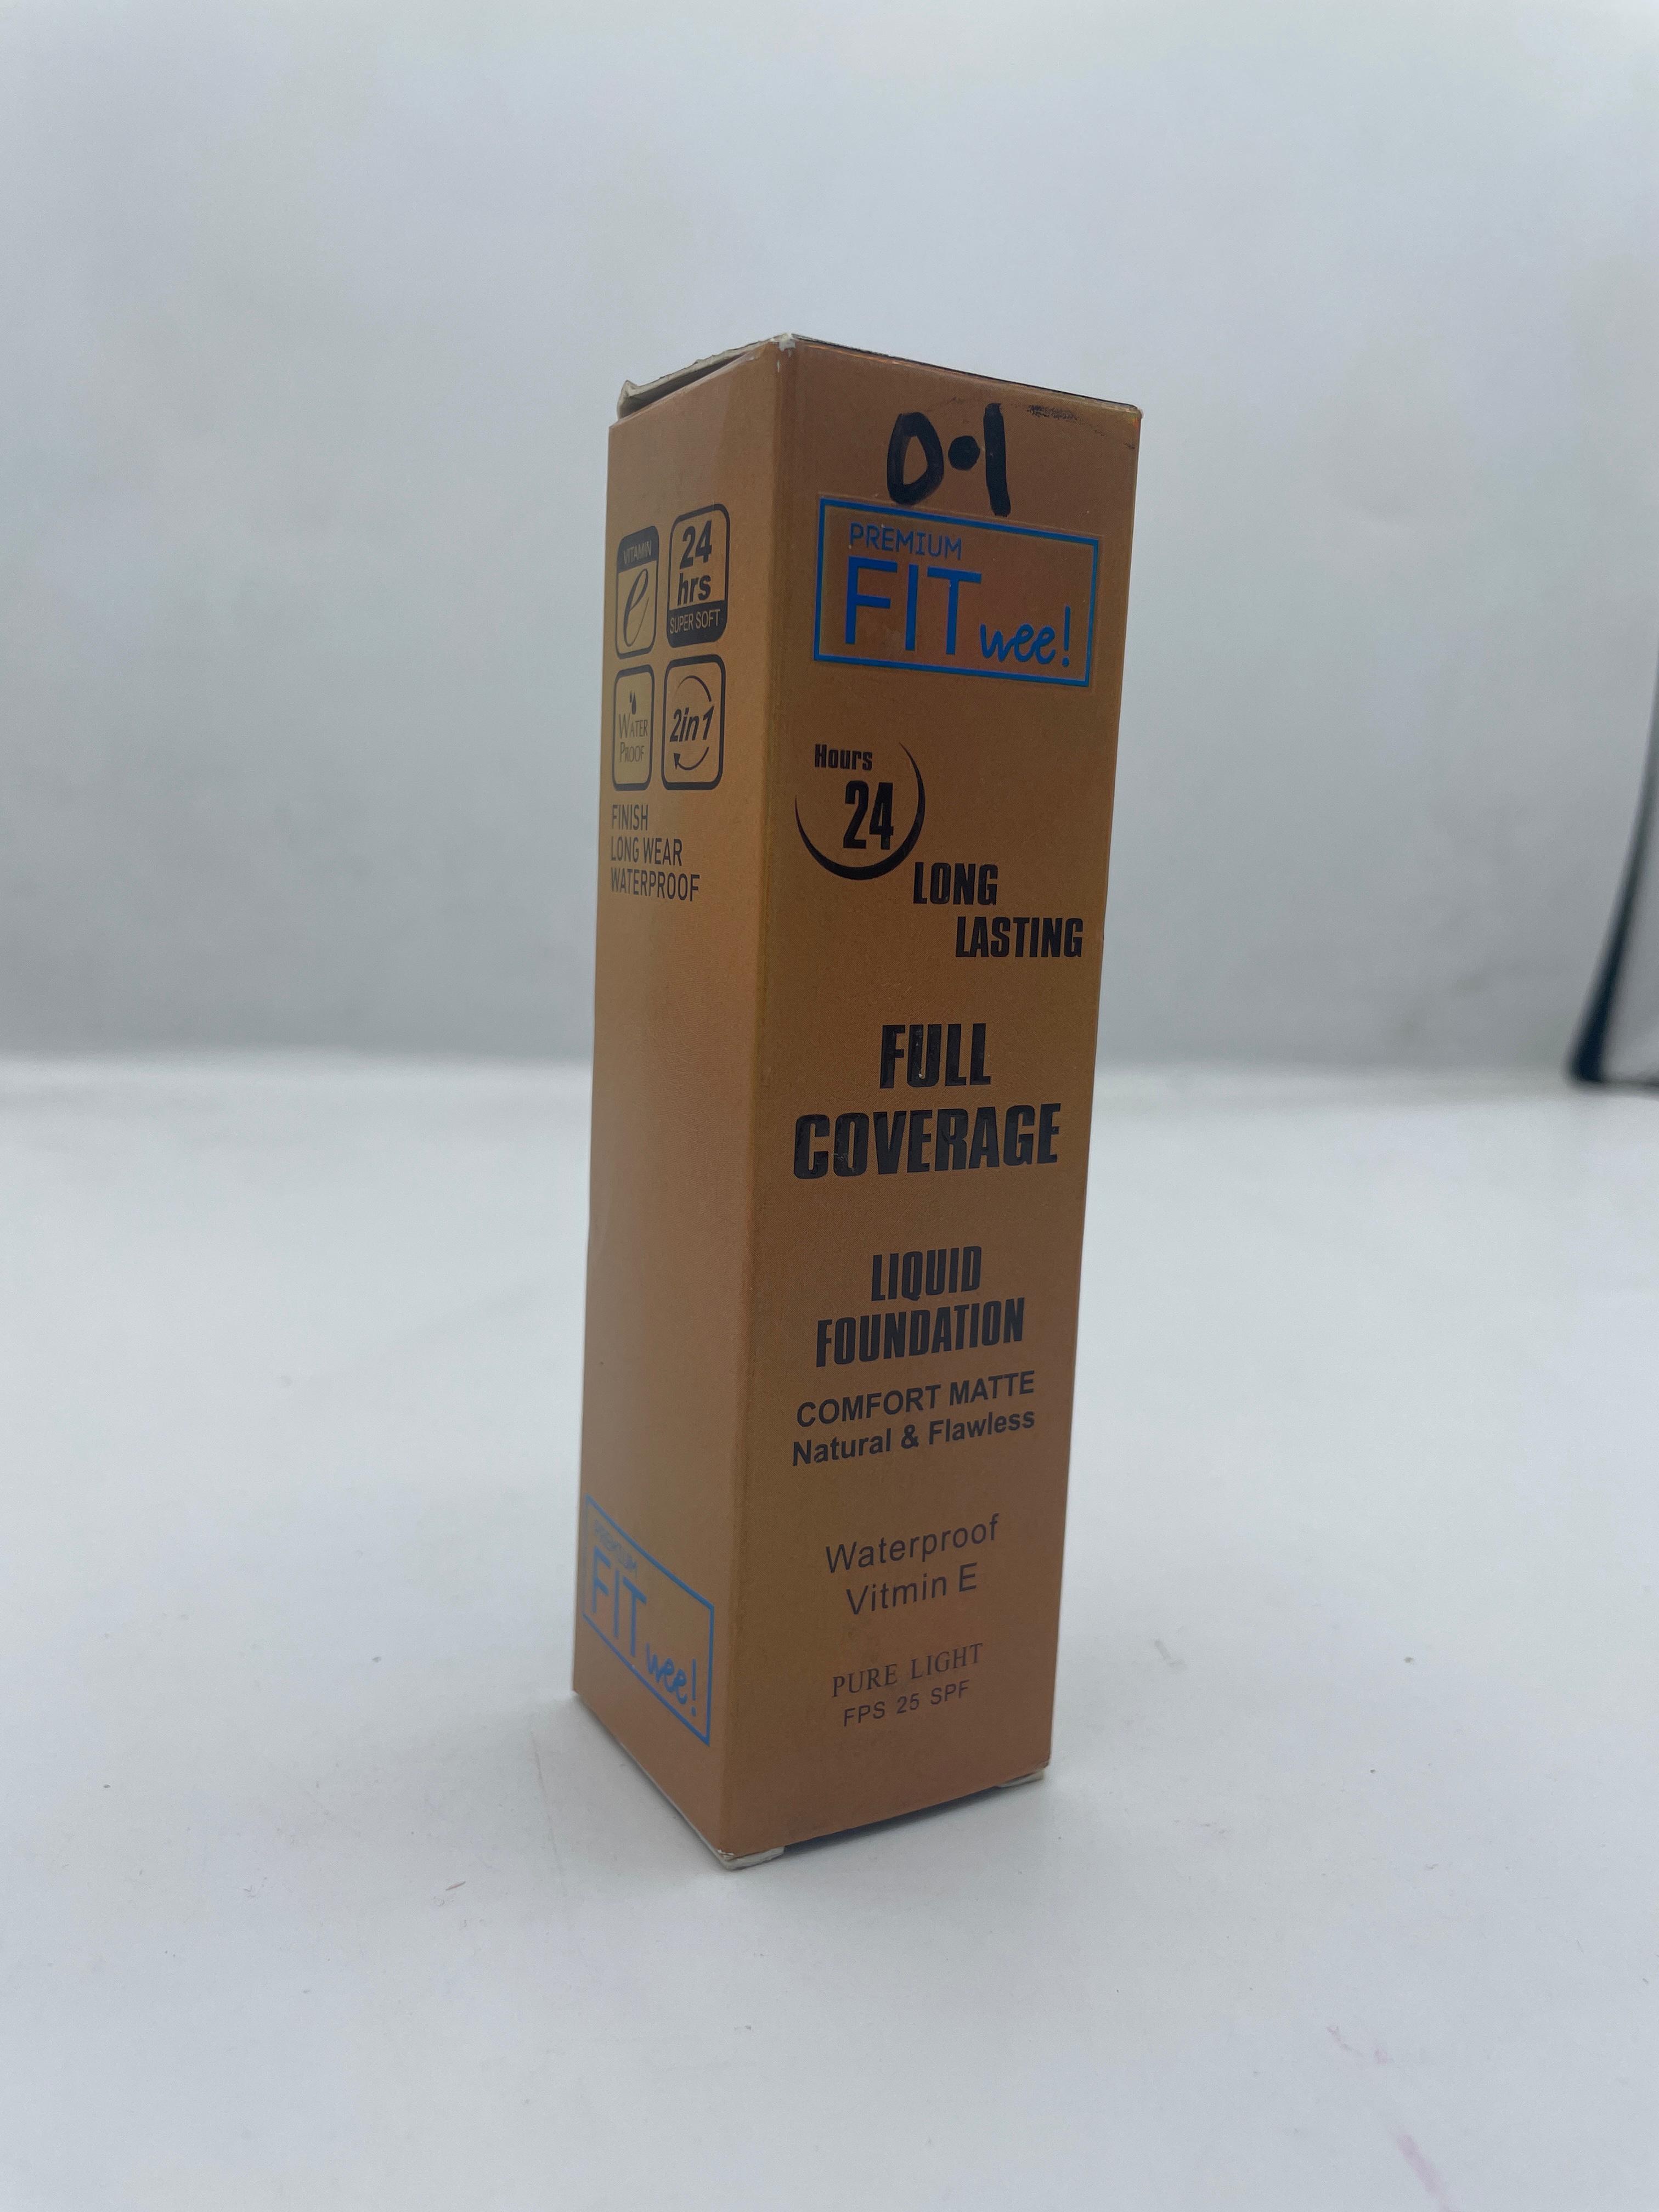 0.1
PREMIUM
FIT wee!
Hours
24
LONG
LASTING
FULL
COVERAGE
LIQUID
FOUNDATION
COMFORT MATTE
Natural & Flawless
Waterproof
Vitmin E
PURE LIGHT
FPS 25 SPF
VITAMIN
e
24
hrs
SUPER SOFT
WATER
PROOF
2in1
FINISH
LONG WEAR
WATERPROOF
PREMIUM
FIT wee!